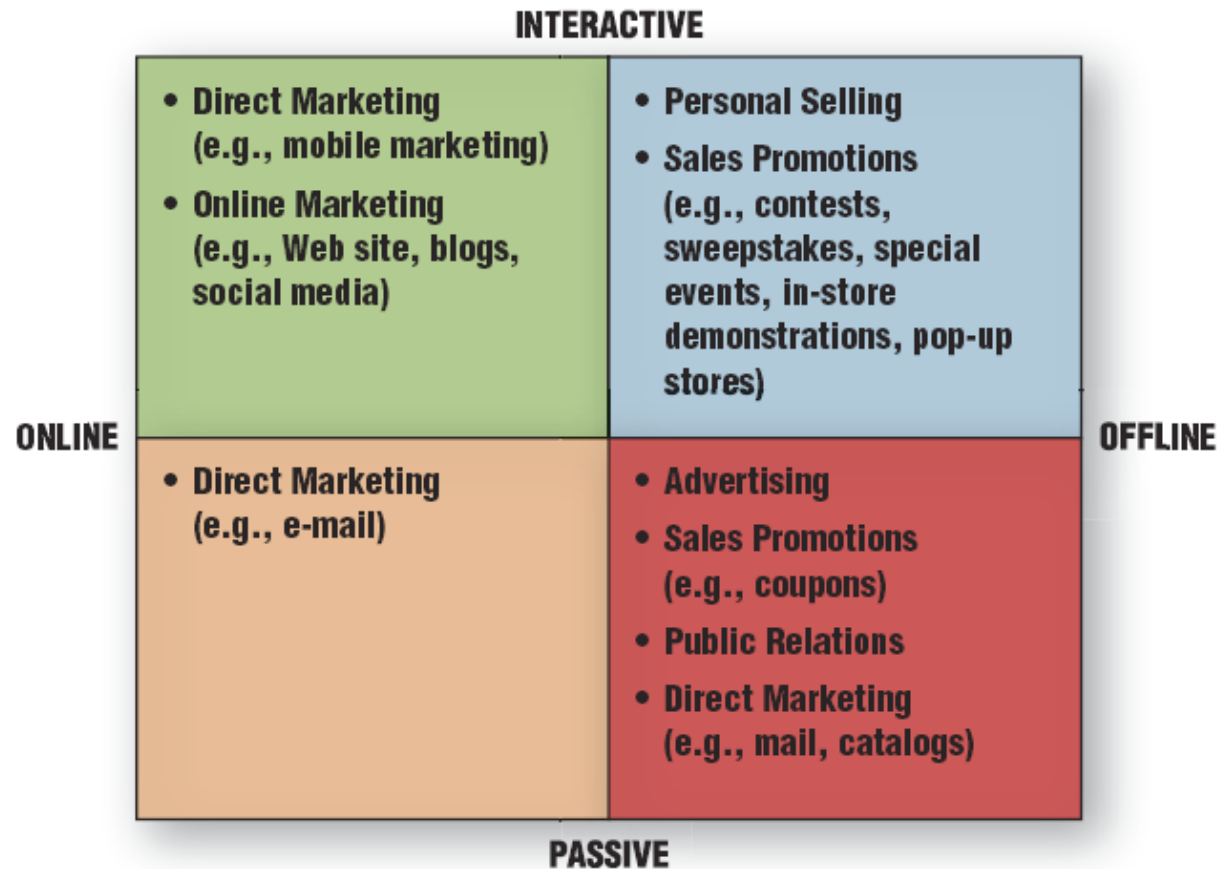 INTERACTIVE
• Direct Marketing
(e.g., mobile marketing)
• Online Marketing
(e.g., Web site, blogs,
social media)
• Personal Selling
• Sales Promotions
(e.g., contests,
sweepstakes, special
events, in-store
demonstrations, pop-up
stores)
ONLINE
OFFLINE
• Direct Marketing
(e.g., e-mail)
• Advertising
• Sales Promotions
(e.g., coupons)
• Public Relations
• Direct Marketing
(e.g., mail, catalogs)
PASSIVE